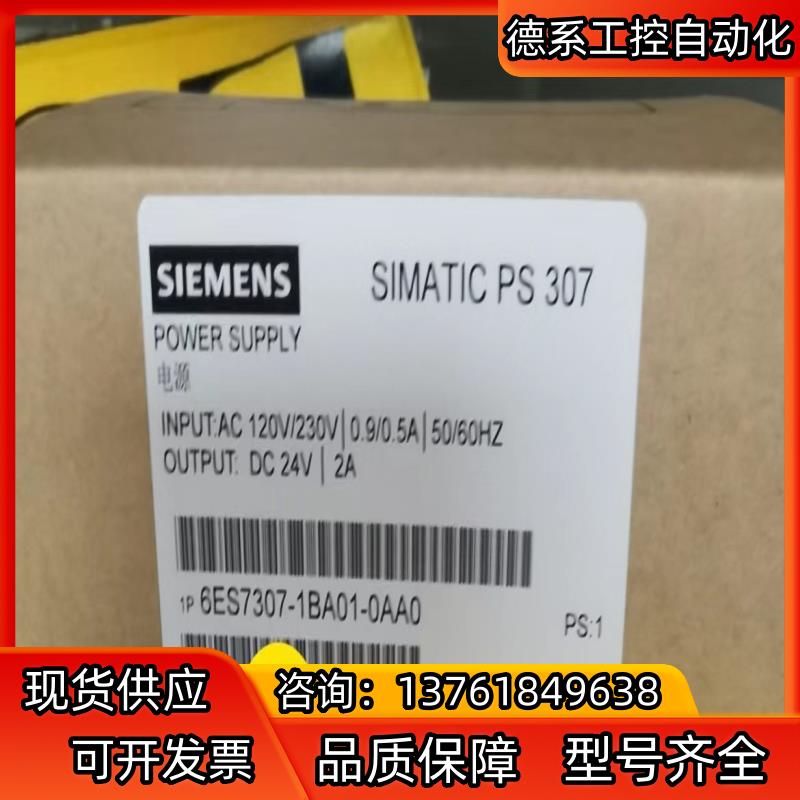 德系工控自动化
SIEMENS
SIMATIC PS 307
POWER SUPPLY
电源
INPUT:AC 120V/230V|0.9/0.5A|50/60HZ
OUTPUT: DC 24V | 2A
1P 6ES7307-1BA01-0AA0
PS:1
现货供应
咨询：13761849638
可开发票
品质保障
型号齐全